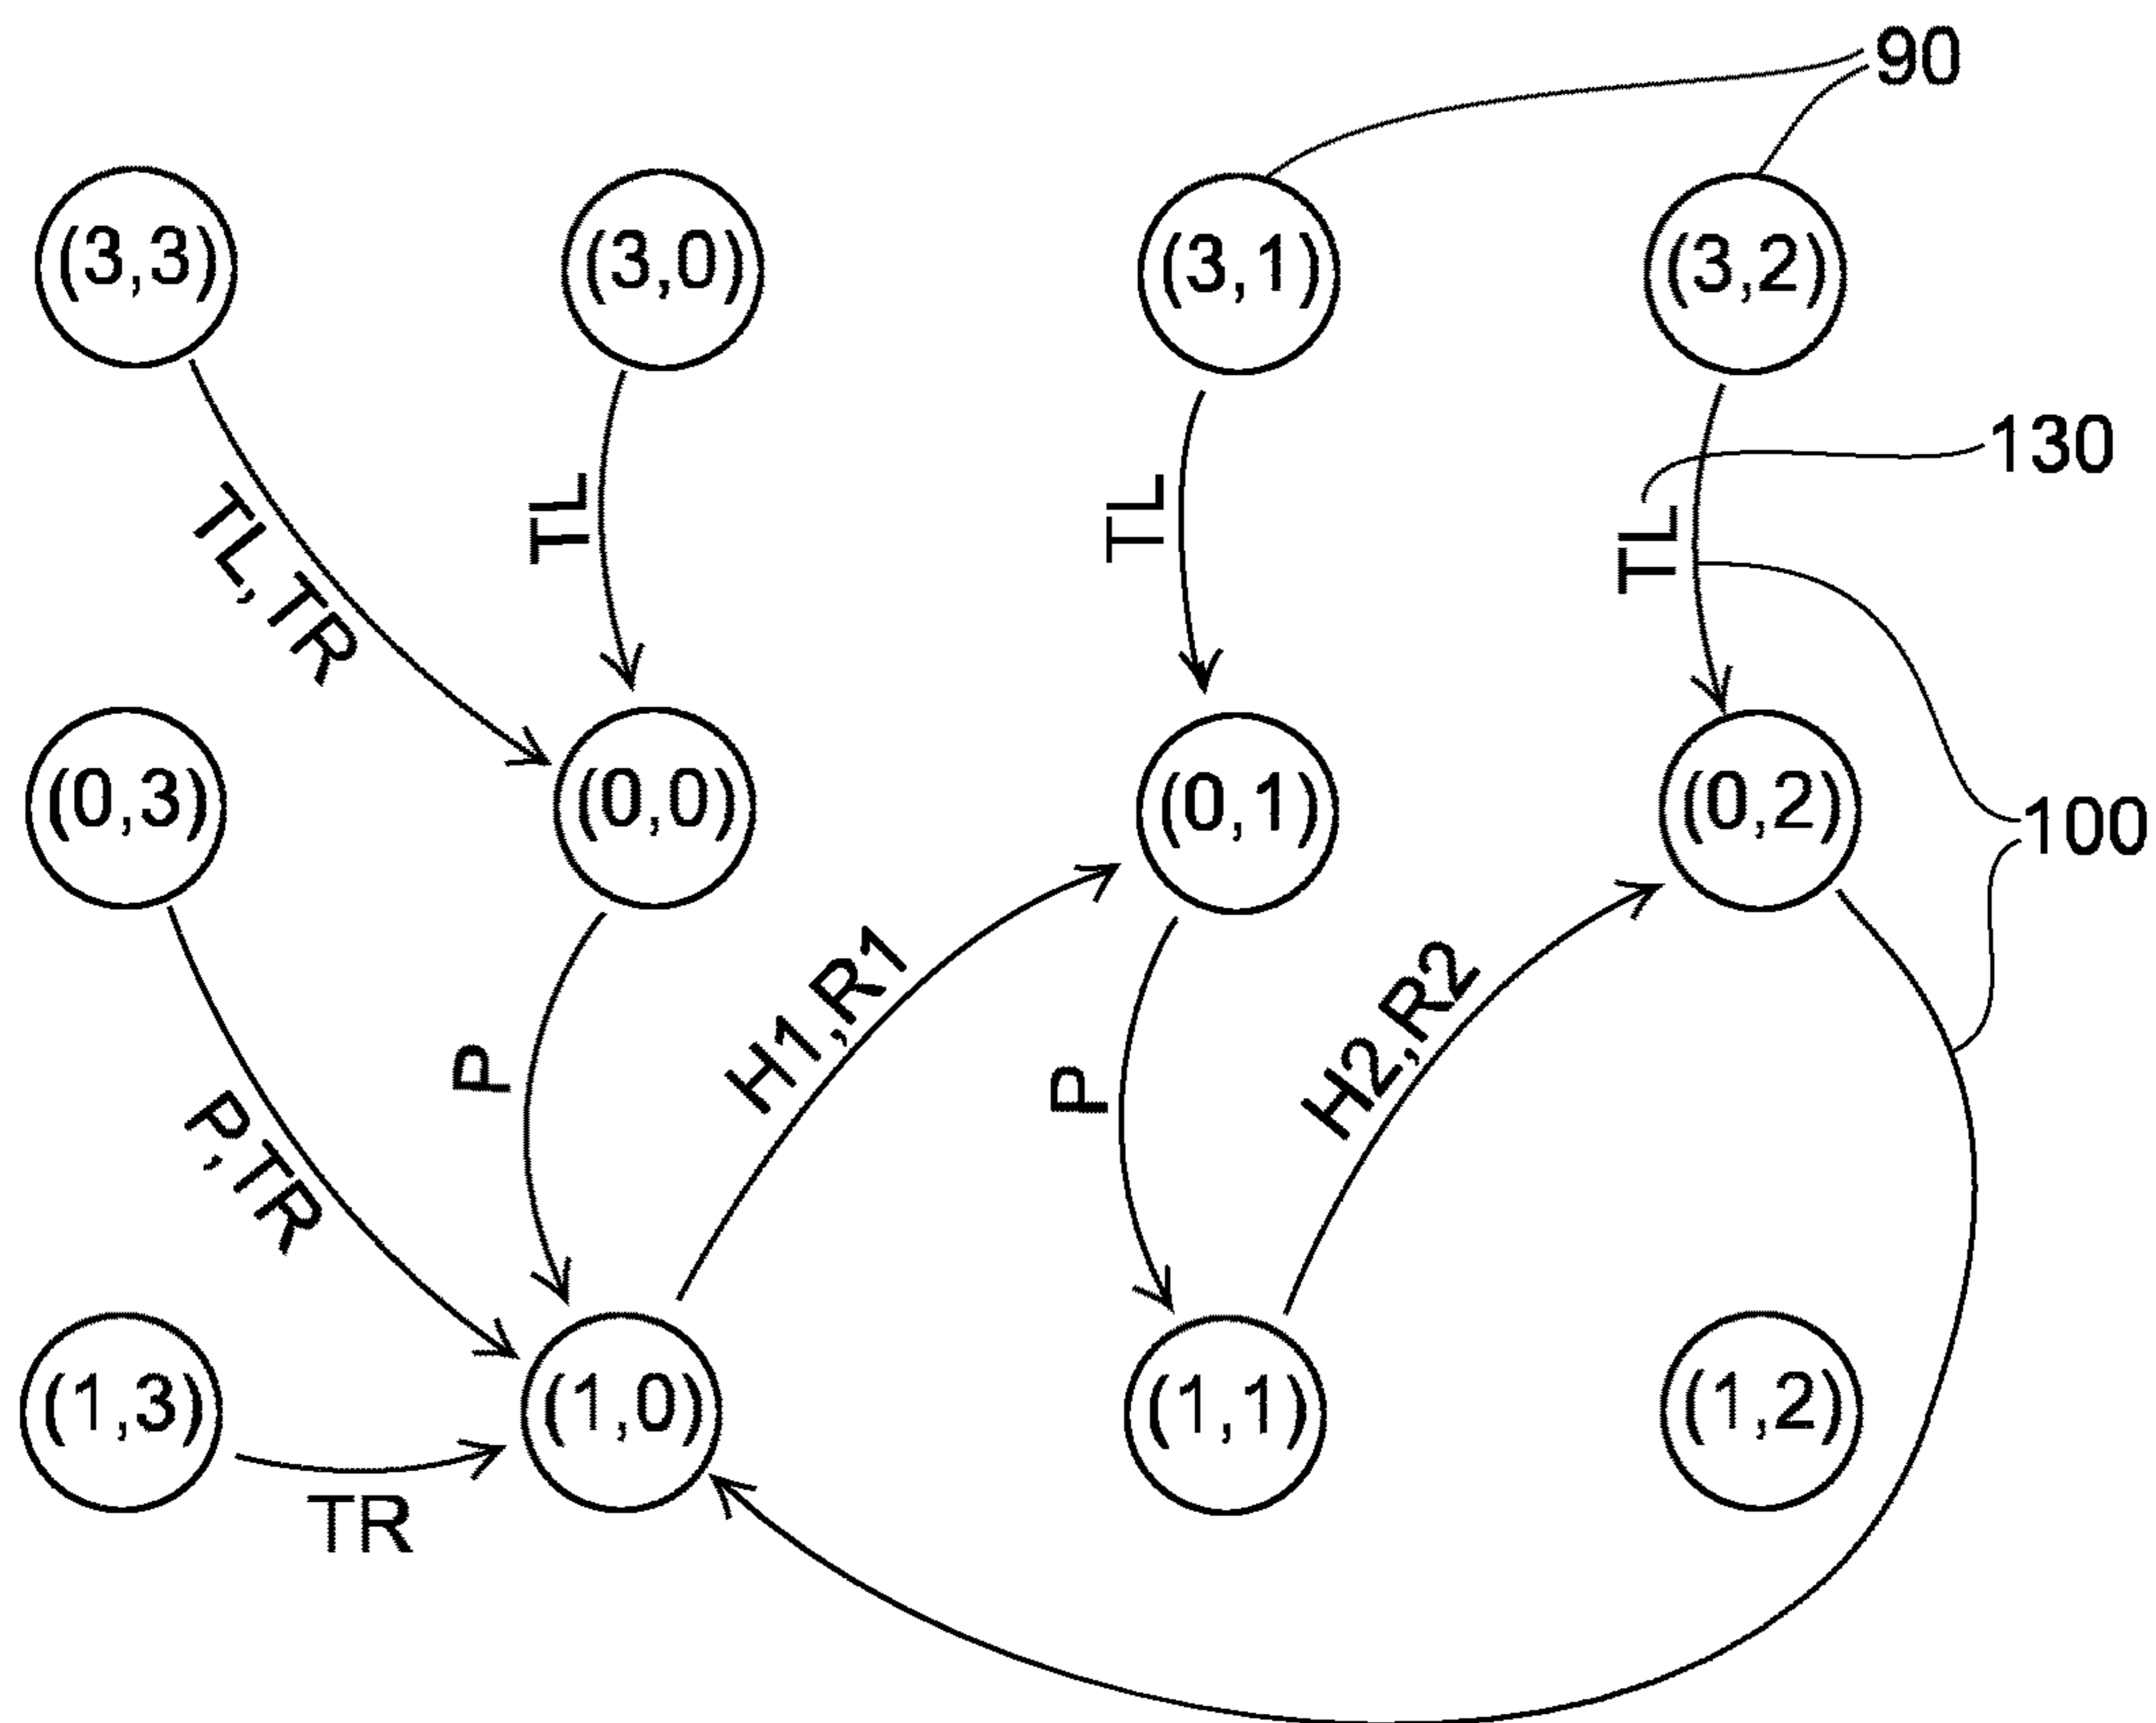 90
(3,3)
(3,0)
(3,1)
(3,2)
130
TL,TR
TL
TL
TL
(0,3)
(0,0)
(0,1)
(0,2)
100
P,TR
P
H1,R1
P
H2,R2
(1,3)
(1,0)
(1,1)
(1,2)
TR